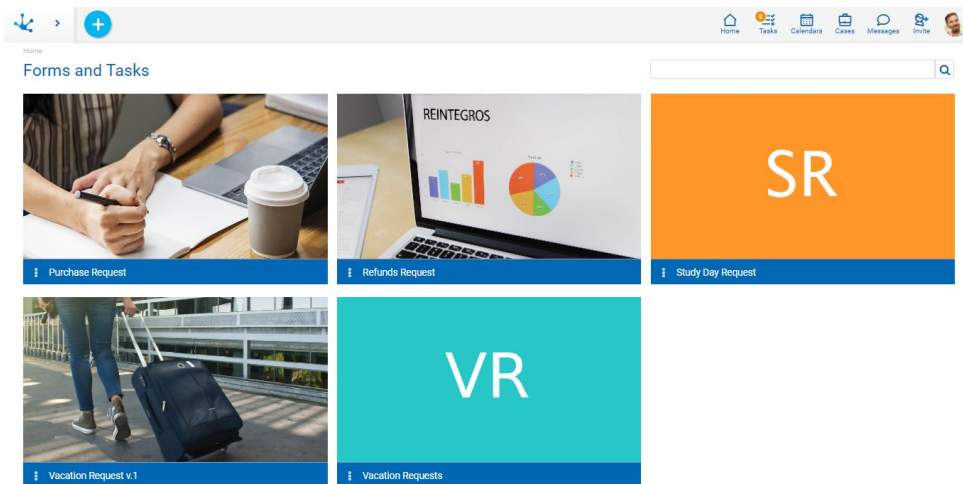 Home
Tasks
Calendars
Cases
Messages
Invite
Home
Forms and Tasks
REINTEGROS
SR
Purchase Request
Refunds Request
Study Day Request
VR
Vacation Request v.1
Vacation Requests